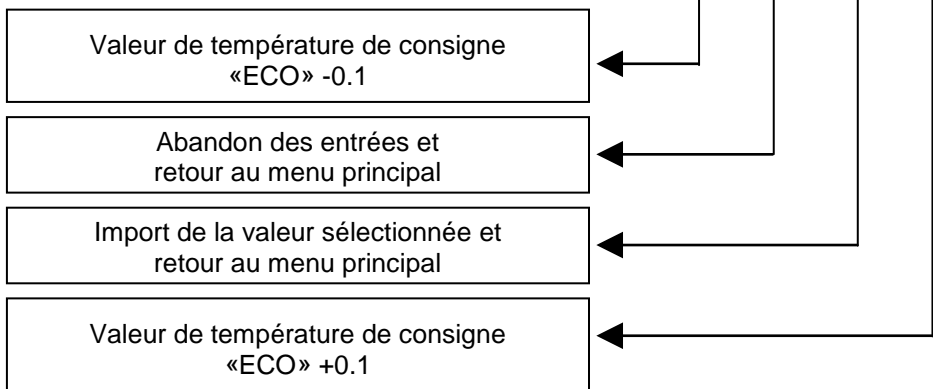 Valeur de température de consigne
«ECO» -0.1
Abandon des entrées et
retour au menu principal
Import de la valeur sélectionnée et
retour au menu principal
Valeur de température de consigne
«ECO» +0.1